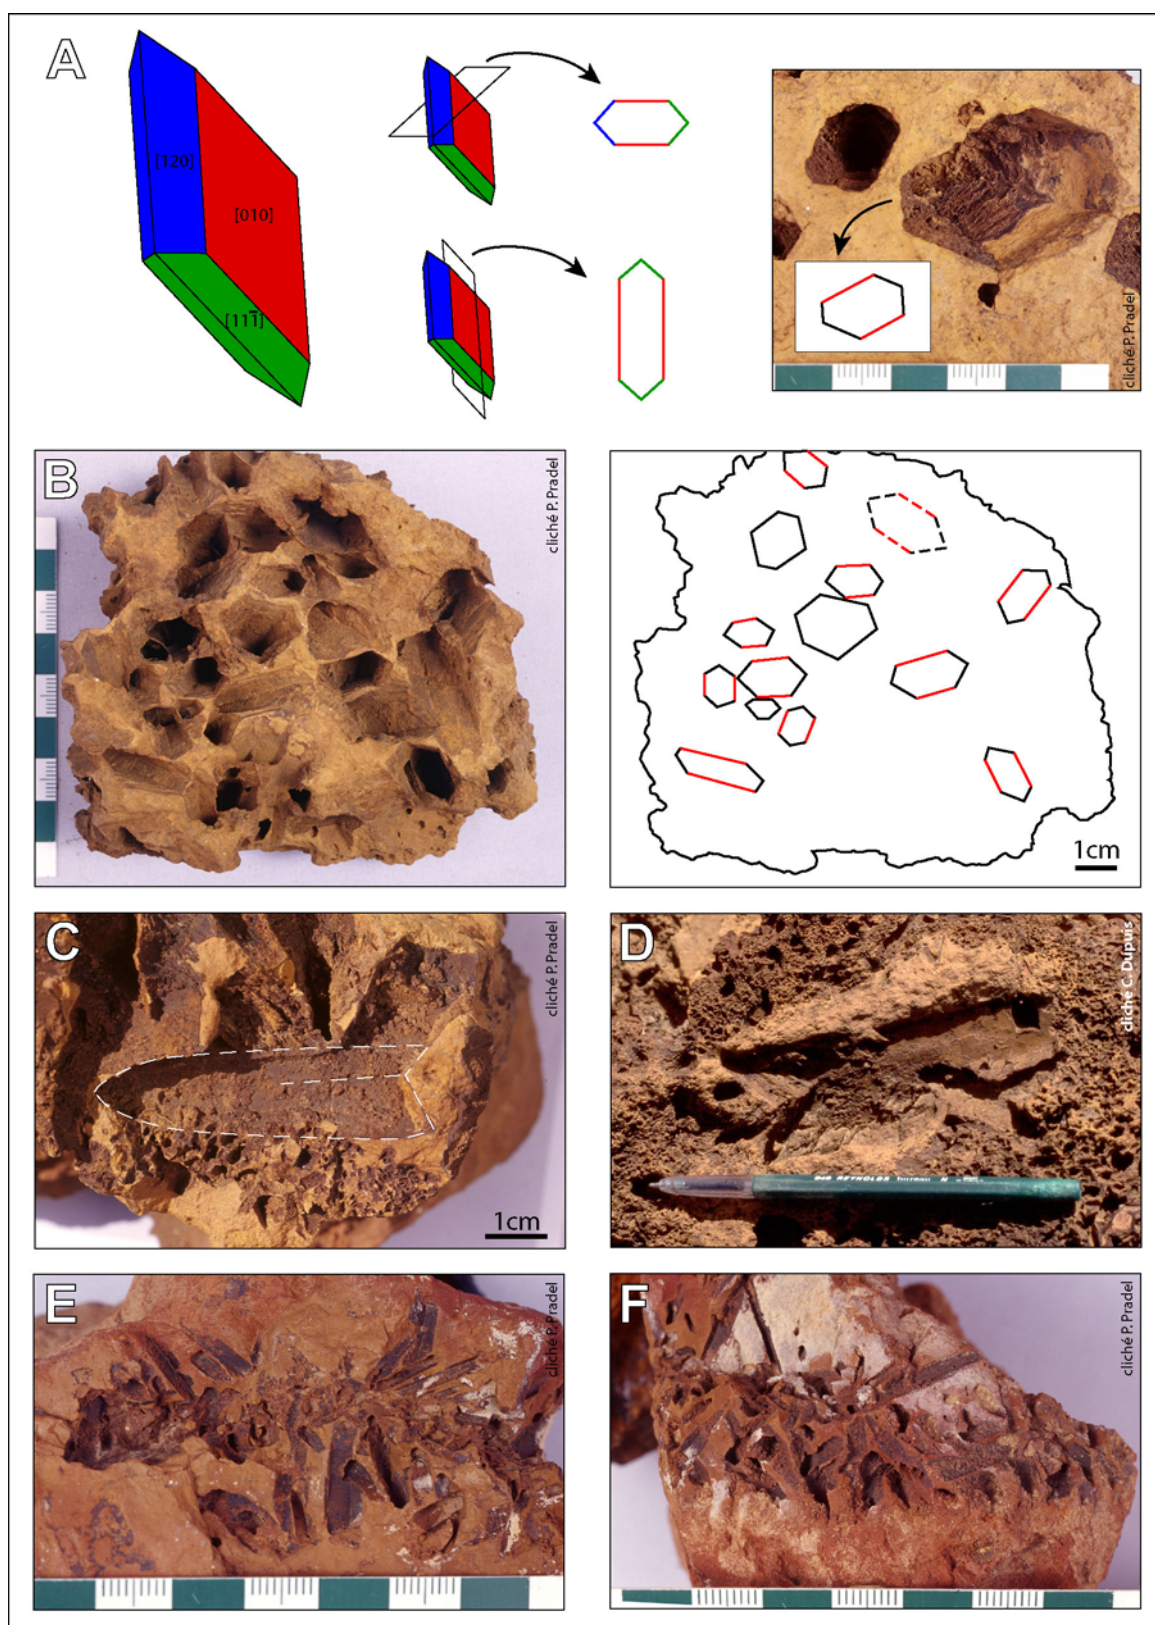 A
[120]
[010]
[11̅1̅]
cliché P. Pradel
B
cliché P. Pradel
1cm
C
cliché P. Pradel
1cm
D
cliché C. Dupuis
REYNOLDS
E
cliché P. Pradel
F
cliché P. Pradel